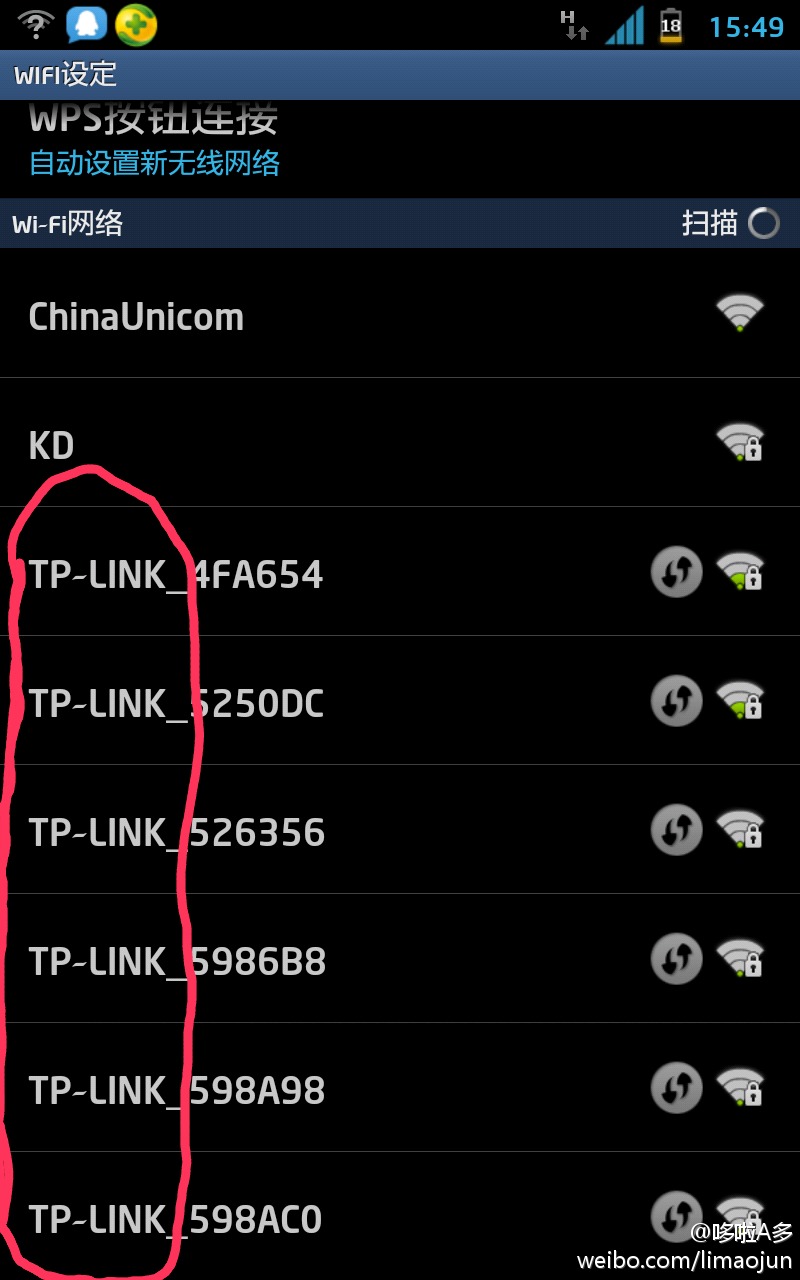 H
18
15:49
WIFI设定
WPS按钮连接
自动设置新无线网络
Wi-Fi网络 扫描
ChinaUnicom
KD
TP-LINK_4FA654
TP-LINK_5250DC
TP-LINK_526356
TP-LINK_5986B8
TP-LINK_598A98
TP-LINK_598AC0
@哆啦A多
weibo.com/limaojun